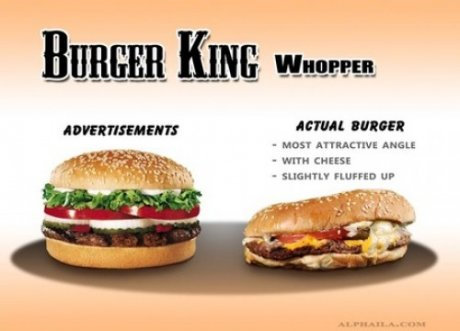 BURGER KING WHOPPER
ADVERTISEMENTS
ACTUAL BURGER
- MOST ATTRACTIVE ANGLE
- WITH CHEESE
- SLIGHTLY FLUFFED UP
ALPHAILA.COM